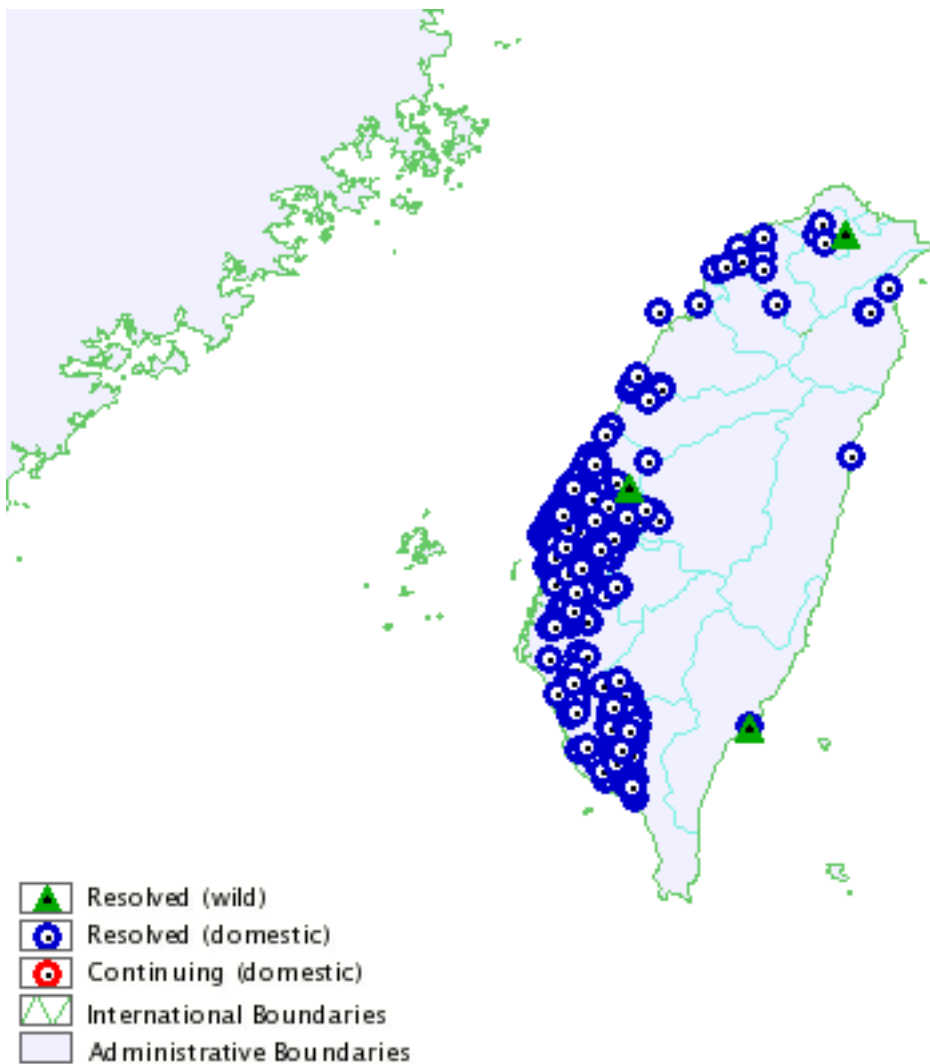 Resolved (wild)
Resolved (domestic)
Continuing (domestic)
International Boundaries
Administrative Boundaries